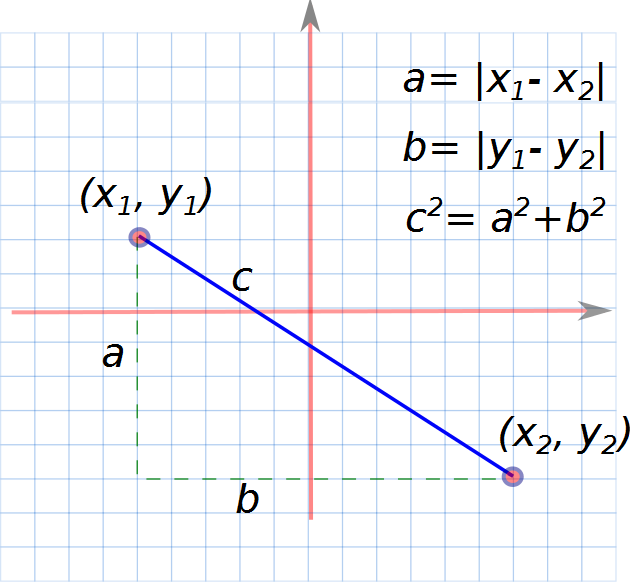 a= |x₁- x₂|
b= |y₁- y₂|
(x₁, y₁)
c²= a²+b²
c
a
(x₂, y₂)
b